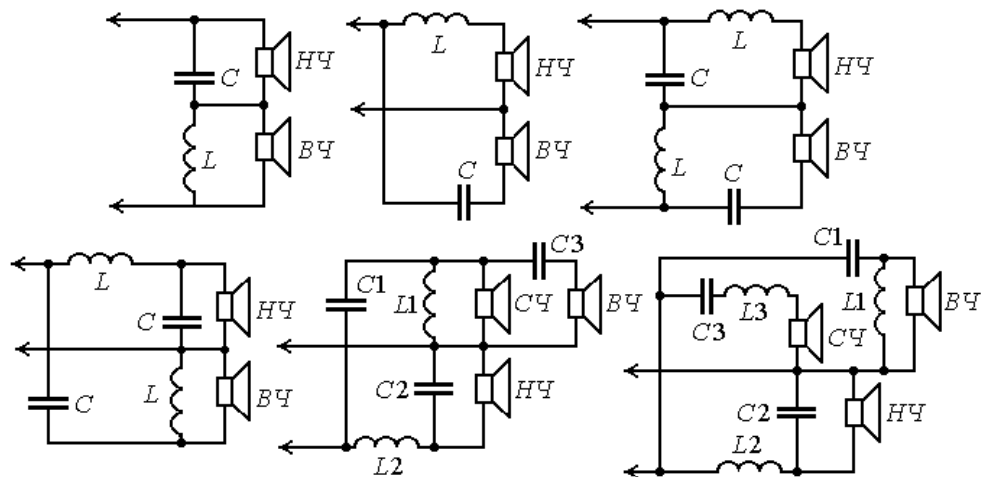 C НЧ
L ВЧ
L НЧ
C ВЧ
L
C НЧ
L C ВЧ
L
C НЧ
L ВЧ
C
C1 L1 СЧ C3 ВЧ
C2 НЧ
L2
C1
L1 ВЧ
C3 L3 СЧ
C2 НЧ
L2